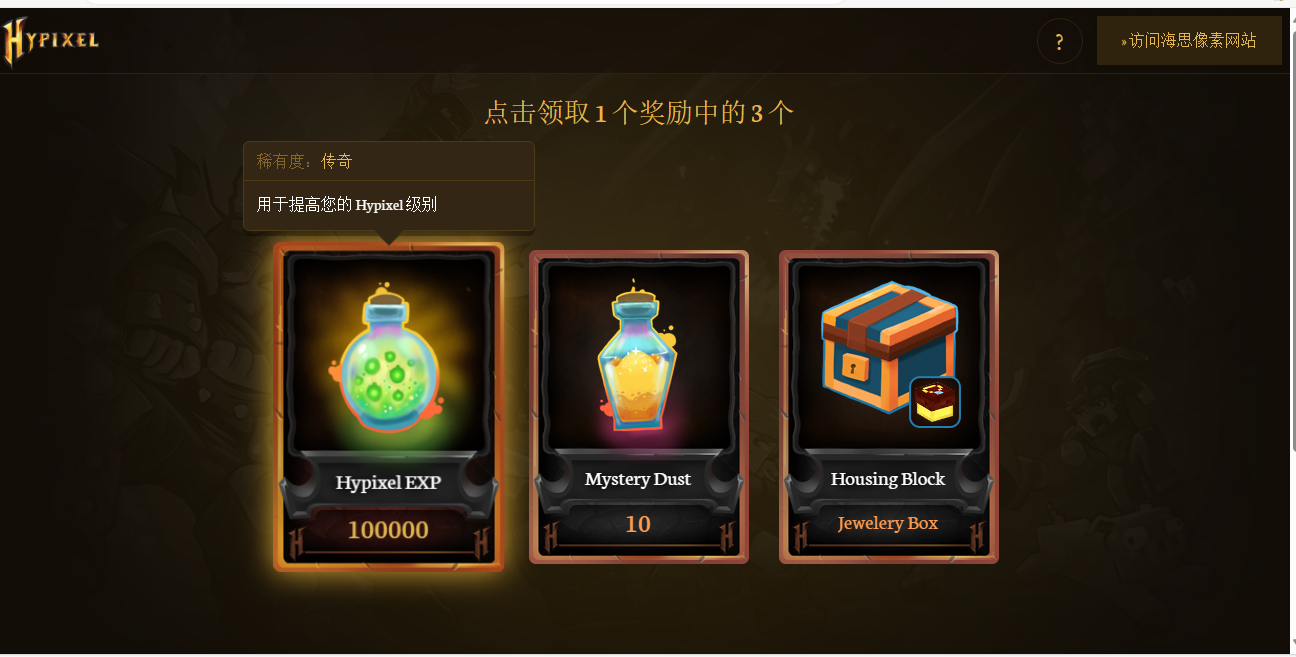 HYPIXEL
?
»访问海思像素网站
点击领取 1 个奖励中的 3 个
稀有度：传奇
用于提高您的 Hypixel 级别
Hypixel EXP
100000
Mystery Dust
10
Housing Block
Jewelery Box